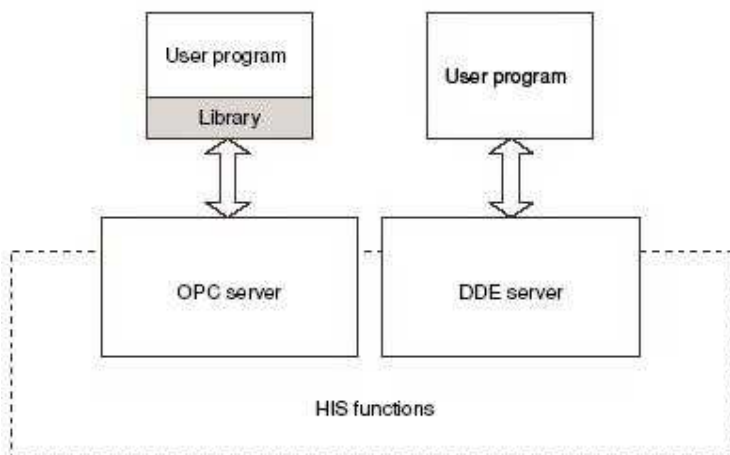 User program
Library
User program
OPC server
DDE server
HIS functions